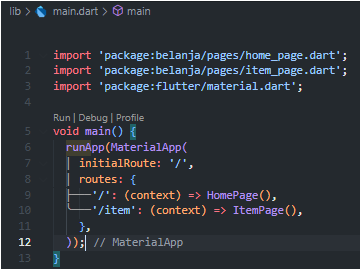 lib > main.dart > main
1 import 'package:belanja/pages/home_page.dart';
2 import 'package:belanja/pages/item_page.dart';
3 import 'package:flutter/material.dart';
4
Run | Debug | Profile
5 void main() {
6 runApp(MaterialApp(
7 initialRoute: '/',
8 routes: {
9 '/': (context) => HomePage(),
10 '/item': (context) => ItemPage(),
11 },
12 )); // MaterialApp
13 }